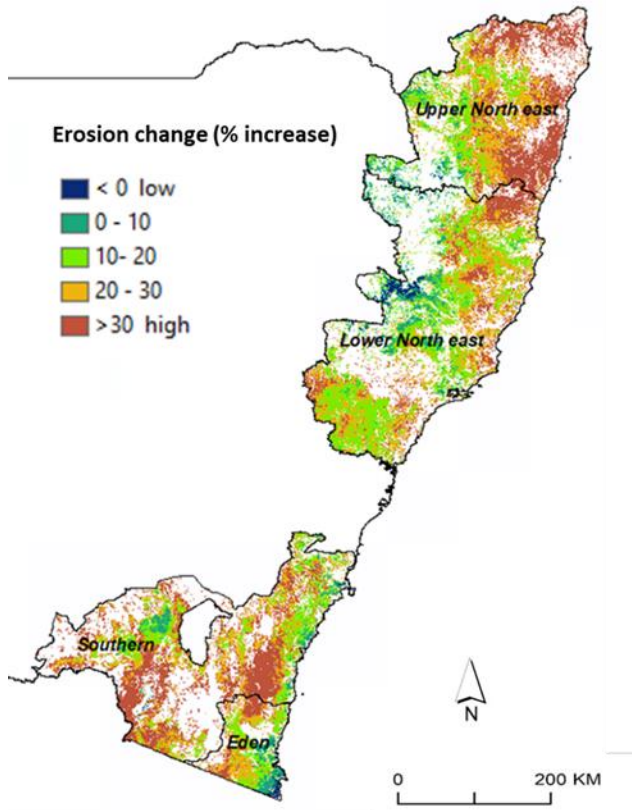 Upper North east
Erosion change (% increase)
< 0 low
0 - 10
10- 20
20 - 30
>30 high
Lower North east
Southern
Eden
N
0 200 KM